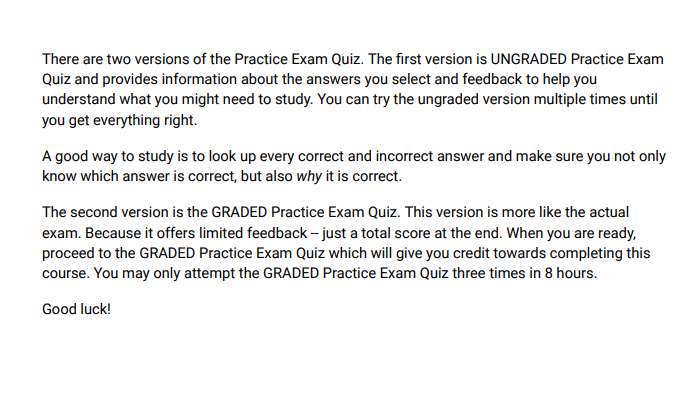 There are two versions of the Practice Exam Quiz. The first version is UNGRADED Practice Exam
Quiz and provides information about the answers you select and feedback to help you
understand what you might need to study. You can try the ungraded version multiple times until
you get everything right.
A good way to study is to look up every correct and incorrect answer and make sure you not only
know which answer is correct, but also why it is correct.
The second version is the GRADED Practice Exam Quiz. This version is more like the actual
exam. Because it offers limited feedback -- just a total score at the end. When you are ready,
proceed to the GRADED Practice Exam Quiz which will give you credit towards completing this
course. You may only attempt the GRADED Practice Exam Quiz three times in 8 hours.
Good luck!